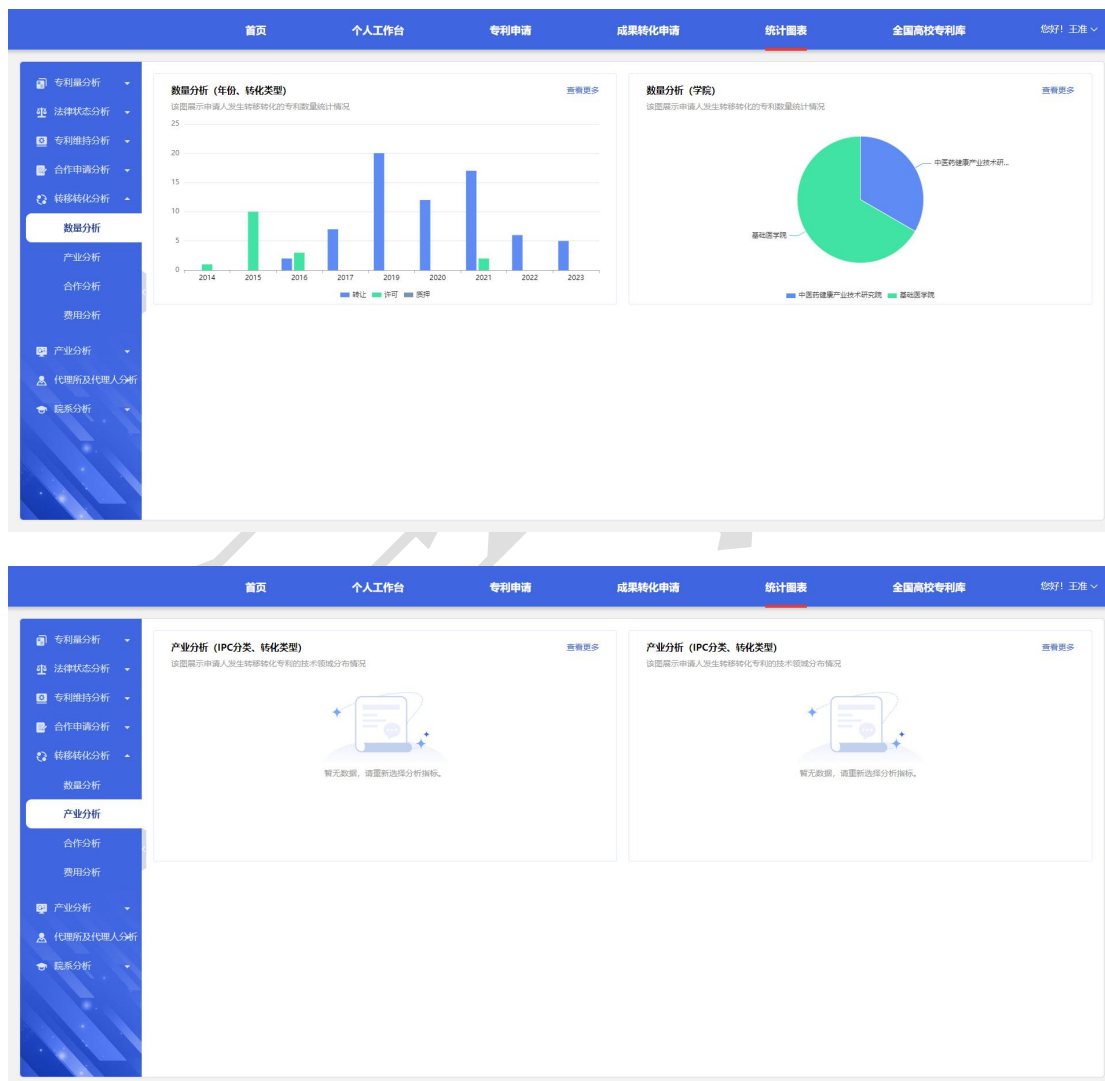 首页 个人工作台 专利申请 成果转化申请 统计图表 全国高校专利库 您好！王准
专利量分析
法律状态分析
专利维持分析
合作申请分析
转移转化分析
数量分析
产业分析
合作分析
费用分析
产业分析
代理所及代理人分析
院系分析
数量分析（年份、转化类型） 查看更多
该图展示申请人发生转移转化的专利数量统计情况
25
20
15
10
5
0
2014 2015 2016 2017 2019 2020 2021 2022 2023
转让 许可 质押
数量分析（学院） 查看更多
该图展示申请人发生转移转化的专利数量统计情况
中医药健康产业技术研...
基础医学院
中医药健康产业技术研究院 基础医学院
首页 个人工作台 专利申请 成果转化申请 统计图表 全国高校专利库 您好！王准
专利量分析
法律状态分析
专利维持分析
合作申请分析
转移转化分析
数量分析
产业分析
合作分析
费用分析
产业分析
代理所及代理人分析
院系分析
产业分析（IPC分类、转化类型） 查看更多
该图展示申请人发生转移转化专利的技术领域分布情况
暂无数据，请重新选择分析指标。
产业分析（IPC分类、转化类型） 查看更多
该图展示申请人发生转移转化专利的技术领域分布情况
暂无数据，请重新选择分析指标。